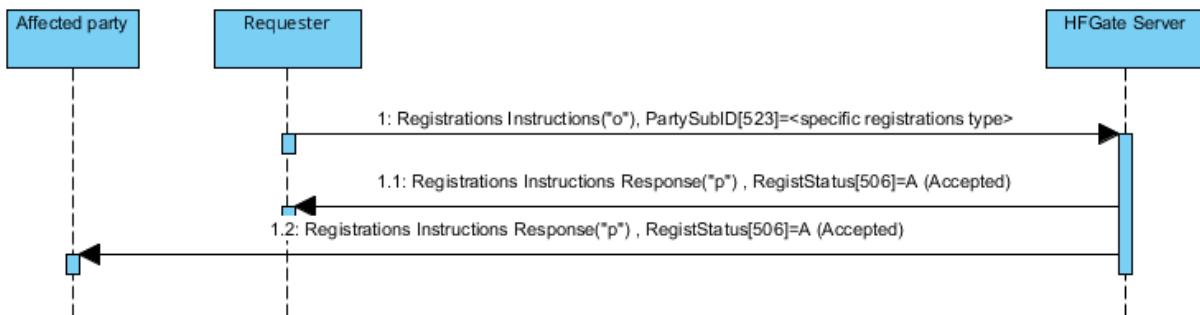 Affected party
Requester
HFGate Server
1: Registrations Instructions("o"), PartySubID[523]=<specific registrations type>
1.1: Registrations Instructions Response("p") , RegistStatus[506]=A (Accepted)
1.2: Registrations Instructions Response("p") , RegistStatus[506]=A (Accepted)